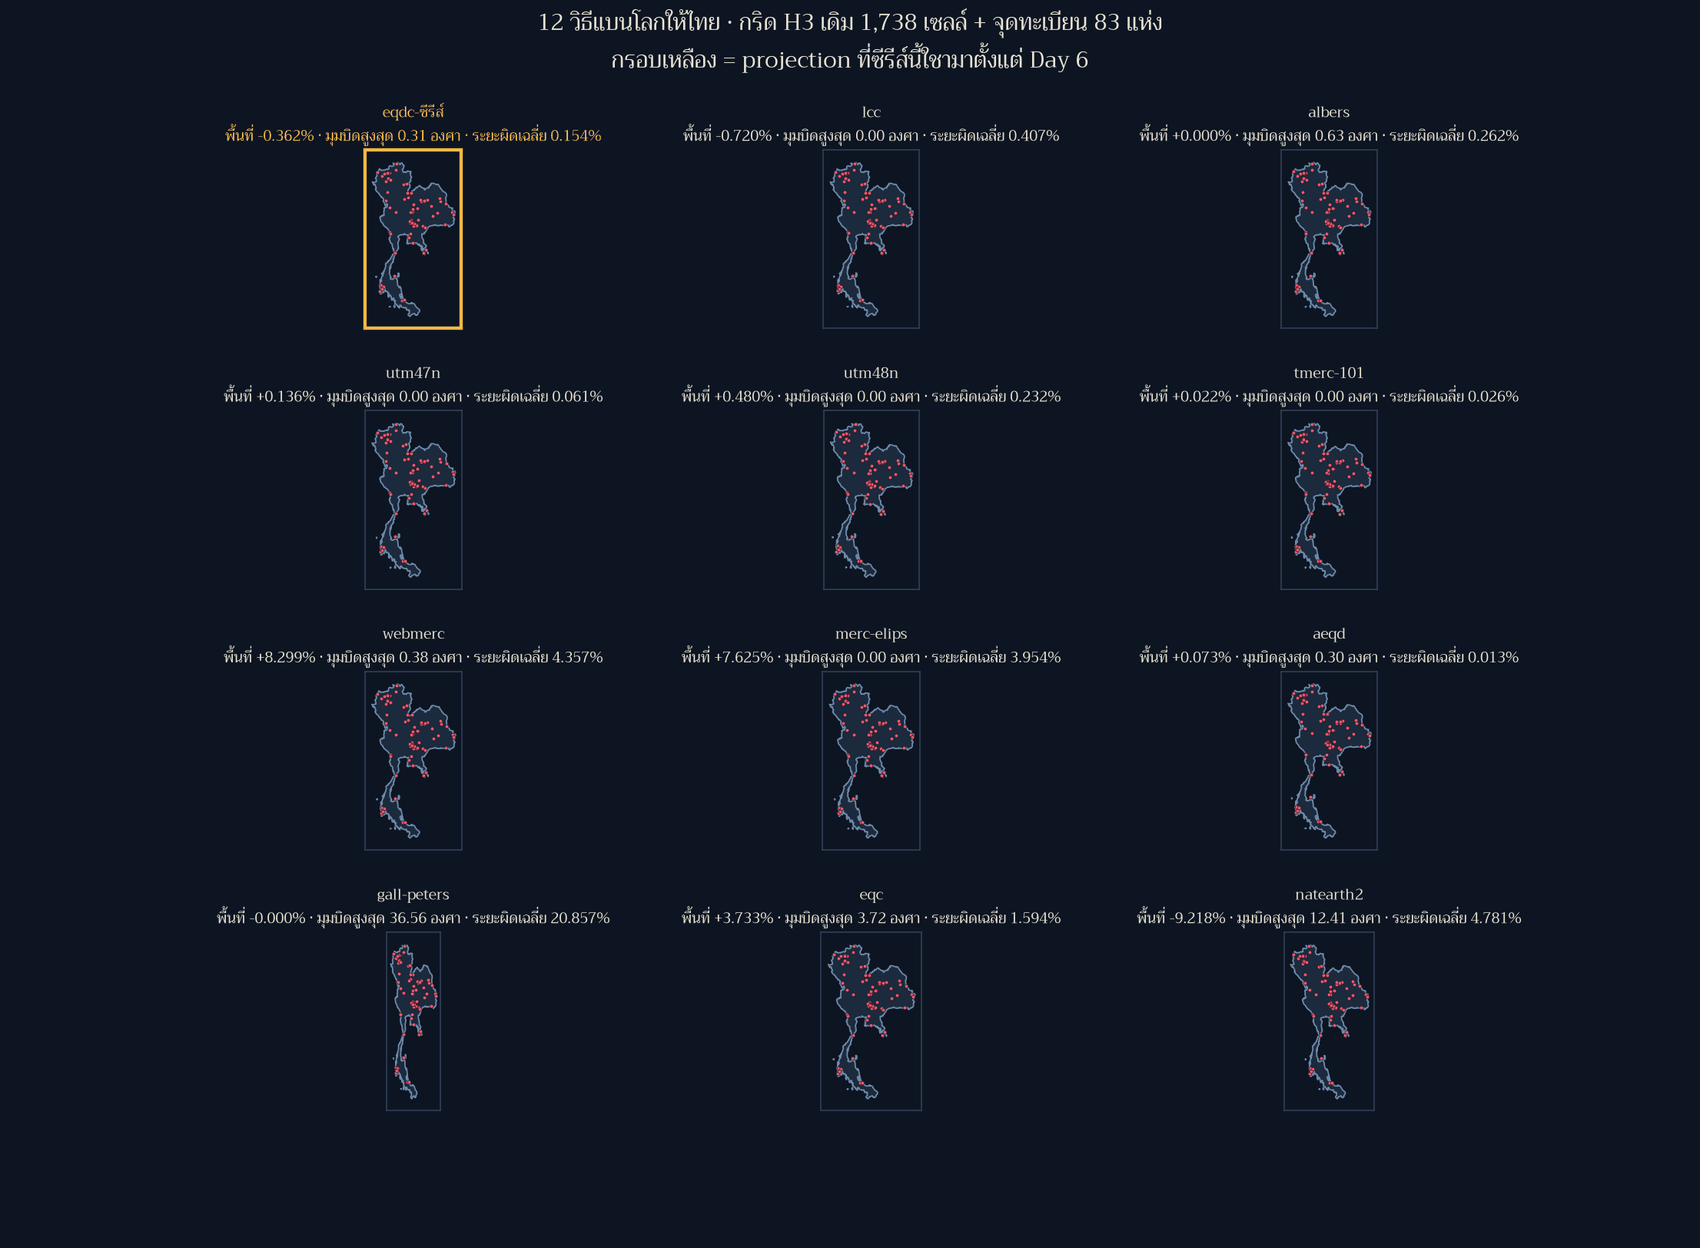 12 วิธีแบนโลกให้ไทย · กริด H3 เดิม 1,738 เซลล์ + จุดทะเบียน 83 แห่ง
กรอบเหลือง = projection ที่ซีรีส์นี้ใช้มาตั้งแต่ Day 6
eqdc-ซีรีส์
พื้นที่ -0.362% · มุมบิดสูงสุด 0.31 องศา · ระยะผิดเฉลี่ย 0.154%
lcc
พื้นที่ -0.720% · มุมบิดสูงสุด 0.00 องศา · ระยะผิดเฉลี่ย 0.407%
albers
พื้นที่ +0.000% · มุมบิดสูงสุด 0.63 องศา · ระยะผิดเฉลี่ย 0.262%
utm47n
พื้นที่ +0.136% · มุมบิดสูงสุด 0.00 องศา · ระยะผิดเฉลี่ย 0.061%
utm48n
พื้นที่ +0.480% · มุมบิดสูงสุด 0.00 องศา · ระยะผิดเฉลี่ย 0.232%
tmerc-101
พื้นที่ +0.022% · มุมบิดสูงสุด 0.00 องศา · ระยะผิดเฉลี่ย 0.026%
webmerc
พื้นที่ +8.299% · มุมบิดสูงสุด 0.38 องศา · ระยะผิดเฉลี่ย 4.357%
merc-elips
พื้นที่ +7.625% · มุมบิดสูงสุด 0.00 องศา · ระยะผิดเฉลี่ย 3.954%
aeqd
พื้นที่ +0.073% · มุมบิดสูงสุด 0.30 องศา · ระยะผิดเฉลี่ย 0.013%
gall-peters
พื้นที่ -0.000% · มุมบิดสูงสุด 36.56 องศา · ระยะผิดเฉลี่ย 20.857%
eqc
พื้นที่ +3.733% · มุมบิดสูงสุด 3.72 องศา · ระยะผิดเฉลี่ย 1.594%
natearth2
พื้นที่ -9.218% · มุมบิดสูงสุด 12.41 องศา · ระยะผิดเฉลี่ย 4.781%